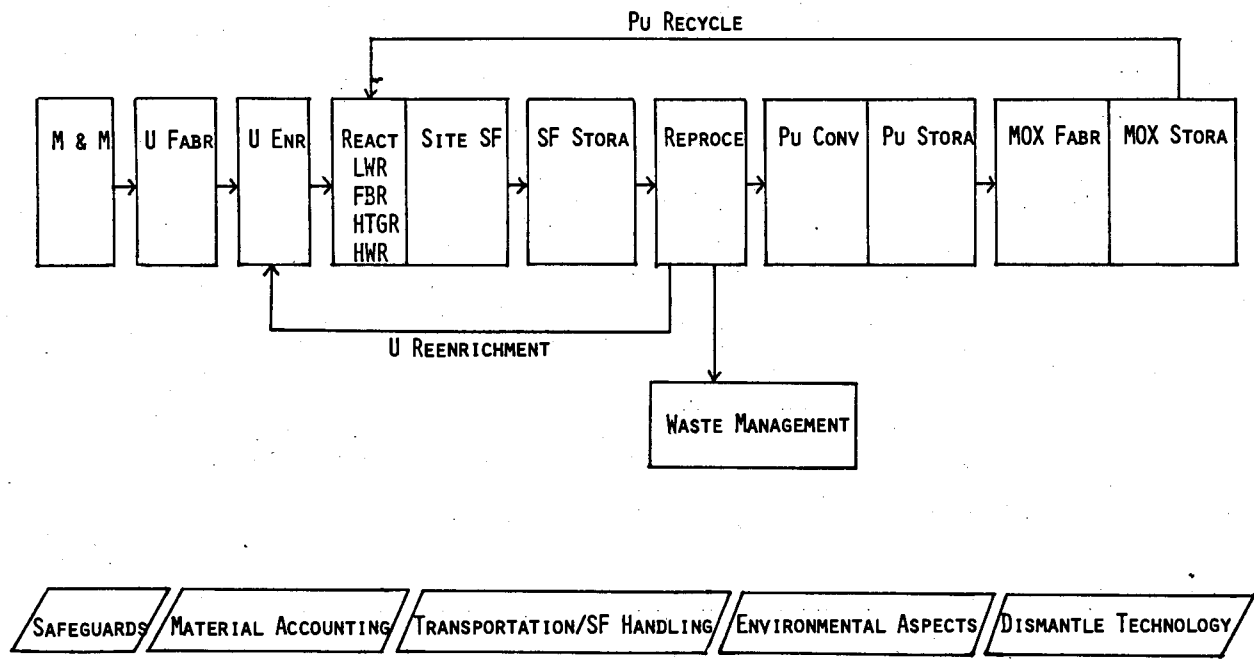 PU RECYCLE
M & M
U FABR
U ENR
REACT
LWR
FBR
HTGR
HWR
SITE SF
SF STORA
REPROCE
PU CONV
PU STORA
MOX FABR
MOX STORA
U REENRICHMENT
WASTE MANAGEMENT
SAFEGUARDS
MATERIAL ACCOUNTING
TRANSPORTATION/SF HANDLING
ENVIRONMENTAL ASPECTS
DISMANTLE TECHNOLOGY